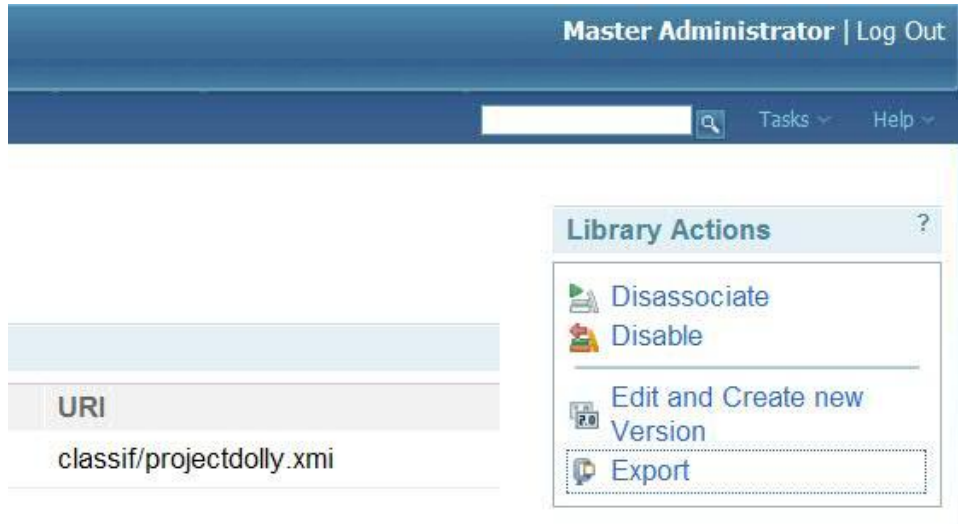 Master Administrator | Log Out
Tasks Help
Library Actions ?
Disassociate
Disable
Edit and Create new
Version
Export
URI
classif/projectdolly.xmi